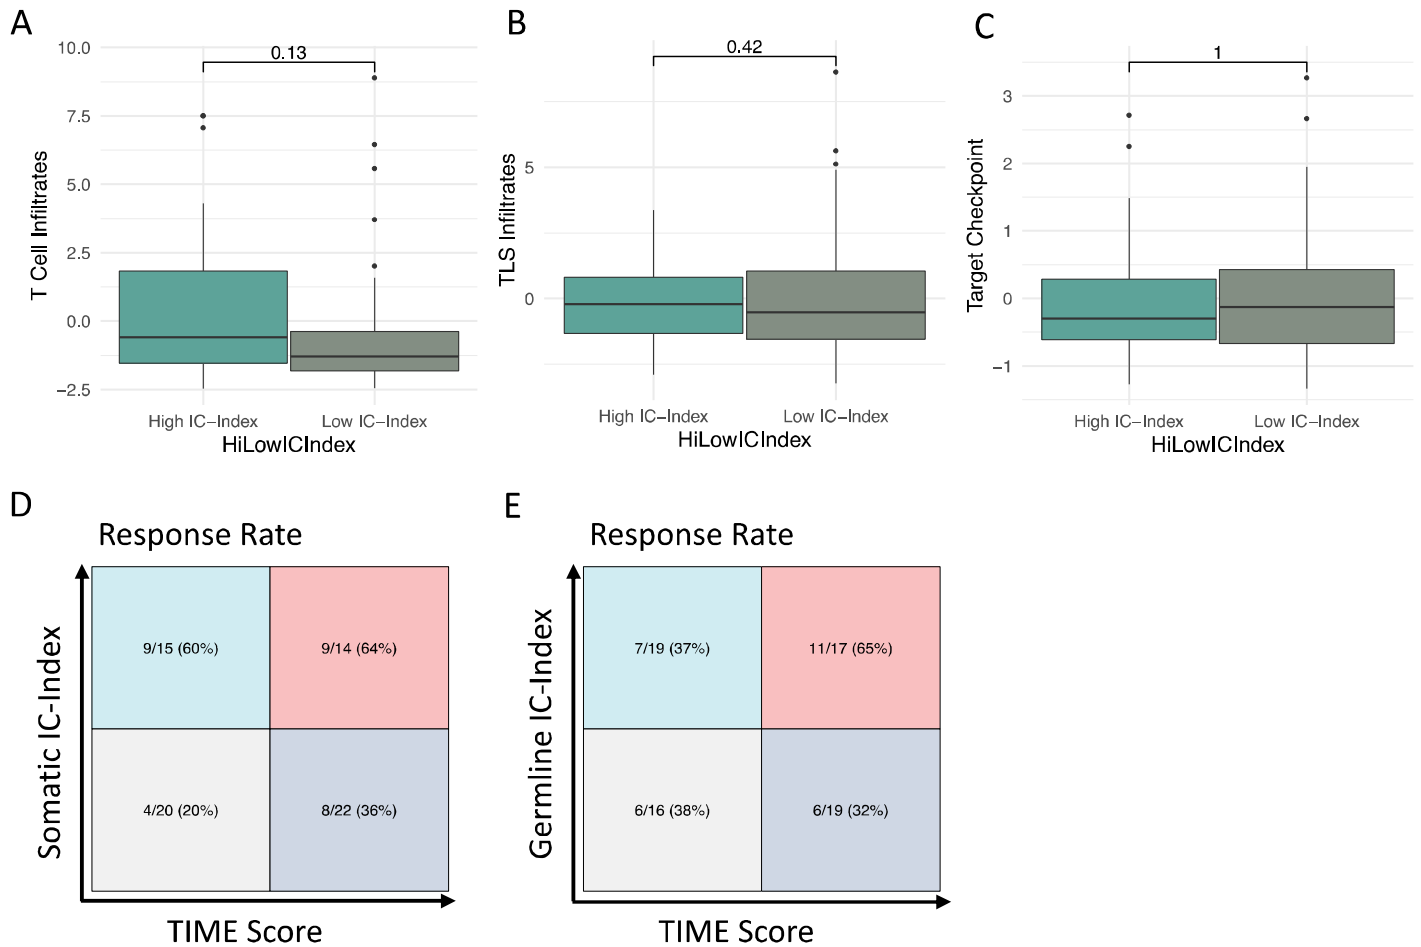 A
10.0
7.5
5.0
2.5
0.0
−2.5
T Cell Infiltrates
0.13
High IC−Index
Low IC−Index
HiLowICIndex
B
5
0
TLS Infiltrates
0.42
High IC−Index
Low IC−Index
HiLowICIndex
C
3
2
1
0
−1
Target Checkpoint
1
High IC−Index
Low IC−Index
HiLowICIndex
D
Response Rate
Somatic IC-Index
9/15 (60%)
9/14 (64%)
4/20 (20%)
8/22 (36%)
TIME Score
E
Response Rate
Germline IC-Index
7/19 (37%)
11/17 (65%)
6/16 (38%)
6/19 (32%)
TIME Score